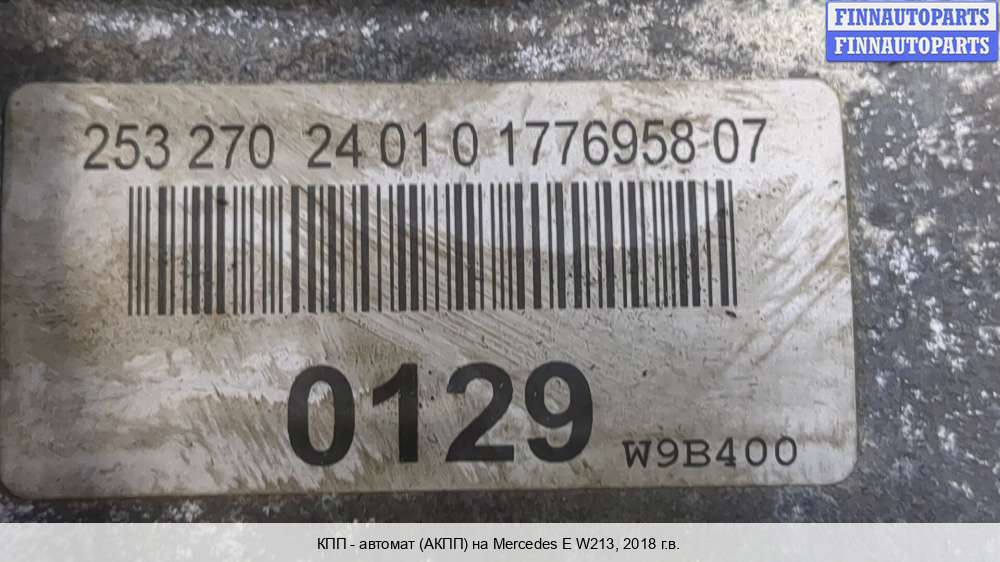 FINNAUTOPARTS
FINNAUTOPARTS
253 270 24 01 0 1776958 07
0129
W9B400
КПП - автомат (АКПП) на Mercedes E W213, 2018 г.в.